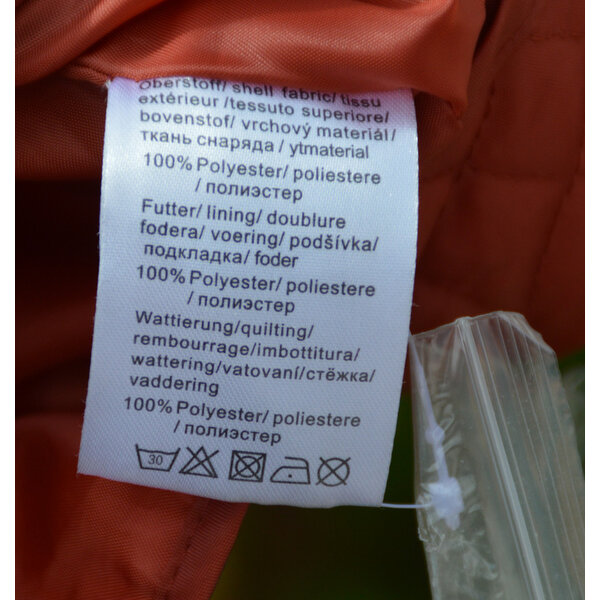 Oberstoff/ shell fabric/ tissu
extérieur /tessuto superiore/
bovenstof/ vrchový materiál/
ткань снаряда / ytmaterial
100% Polyester/ poliestere
/ полиэстер
Futter/ lining/ doublure
fodera/ voering/ podšívka/
подкладка/ foder
100% Polyester/ poliestere
/ полиэстер
Wattierung/quilting/
rembourrage/imbottitura/
wattering/vatovaní/стёжка/
vaddering
100% Polyester/ poliestere
/ полиэстер
30